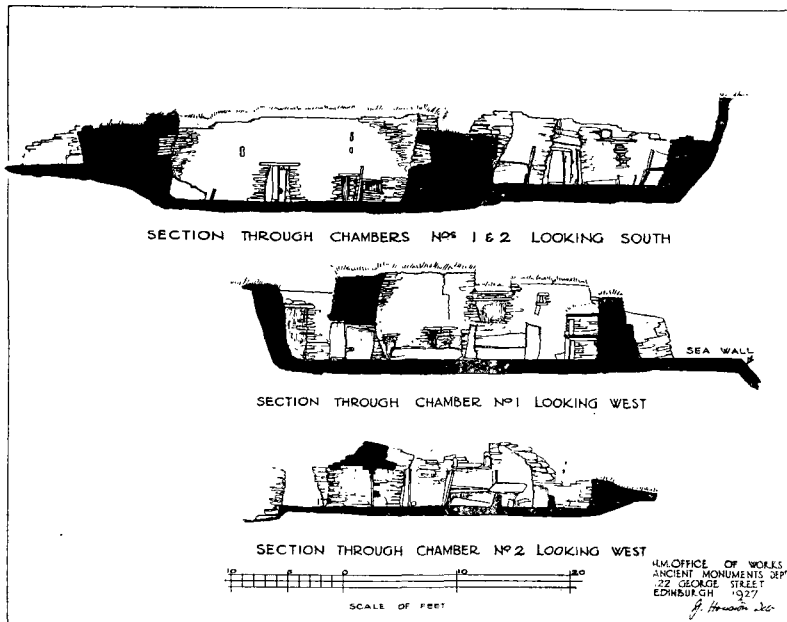 SECTION THROUGH CHAMBERS Nos 1 & 2 LOOKING SOUTH
SEA WALL
SECTION THROUGH CHAMBER No 1 LOOKING WEST
SECTION THROUGH CHAMBER No 2 LOOKING WEST
10 5 0 10 20
SCALE OF FEET
H.M. OFFICE OF WORKS
ANCIENT MONUMENTS DEPT
122 GEORGE STREET
EDINBURGH 1927